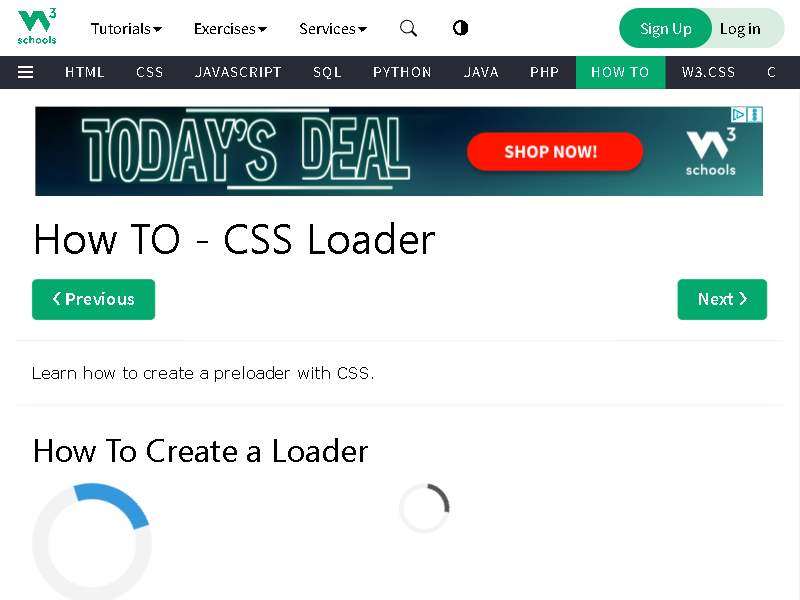 3
schools
Tutorials Exercises Services Sign Up Log in
HTML CSS JAVASCRIPT SQL PYTHON JAVA PHP HOW TO W3.CSS C
TODAY'S DEAL SHOP NOW! 3 schools
How TO - CSS Loader
❮ Previous Next ❯
Learn how to create a preloader with CSS.
How To Create a Loader